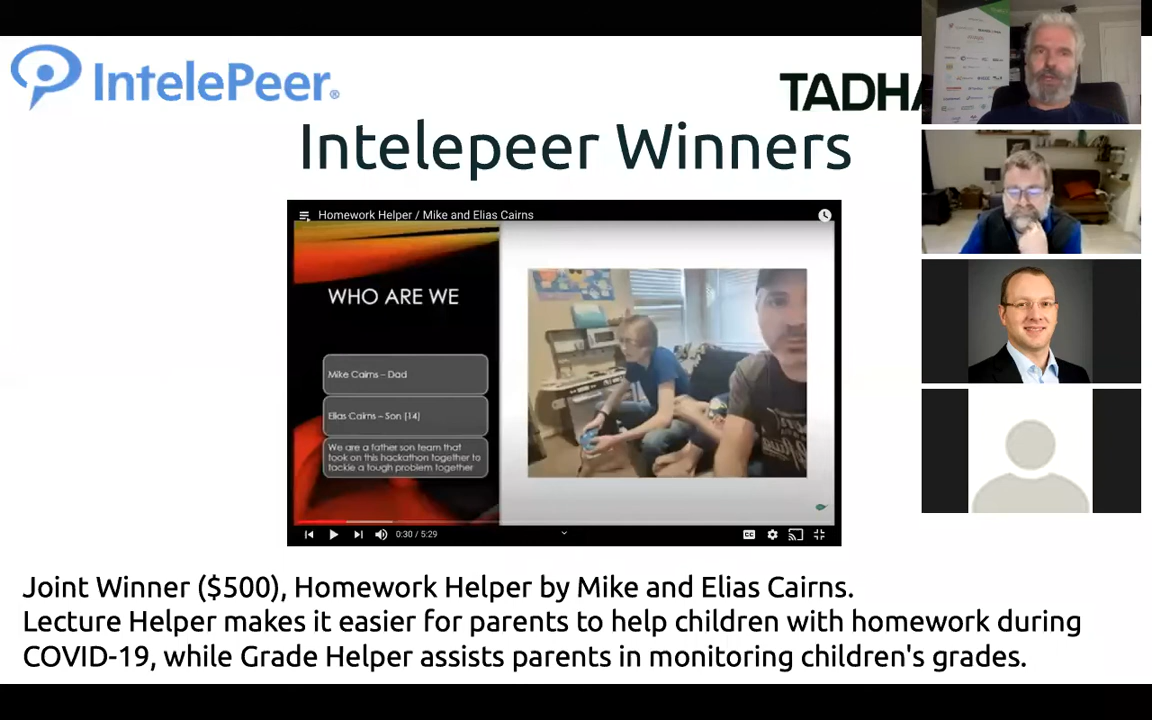 IntelePeer®
TADHA
Intelepeer Winners
Homework Helper / Mike and Elias Cairns
WHO ARE WE
Mike Cairns – Dad
Elias Cairns – Son (14)
We are a father son team that
took on this hackathon together to
tackle a tough problem together
0:30 / 5:29
CC
Joint Winner ($500), Homework Helper by Mike and Elias Cairns.
Lecture Helper makes it easier for parents to help children with homework during
COVID-19, while Grade Helper assists parents in monitoring children's grades.